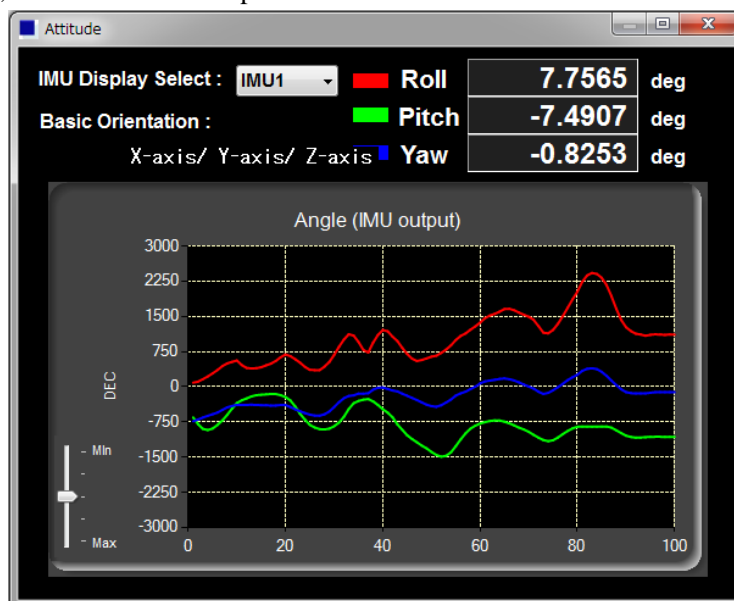 Attitude
IMU Display Select : IMU1 Roll 7.7565 deg
Basic Orientation : Pitch -7.4907 deg
X-axis/ Y-axis/ Z-axis Yaw -0.8253 deg
Angle (IMU output)
3000
2250
1500
750
0
-750
-1500
-2250
-3000
DEC
Min
Max
0 20 40 60 80 100